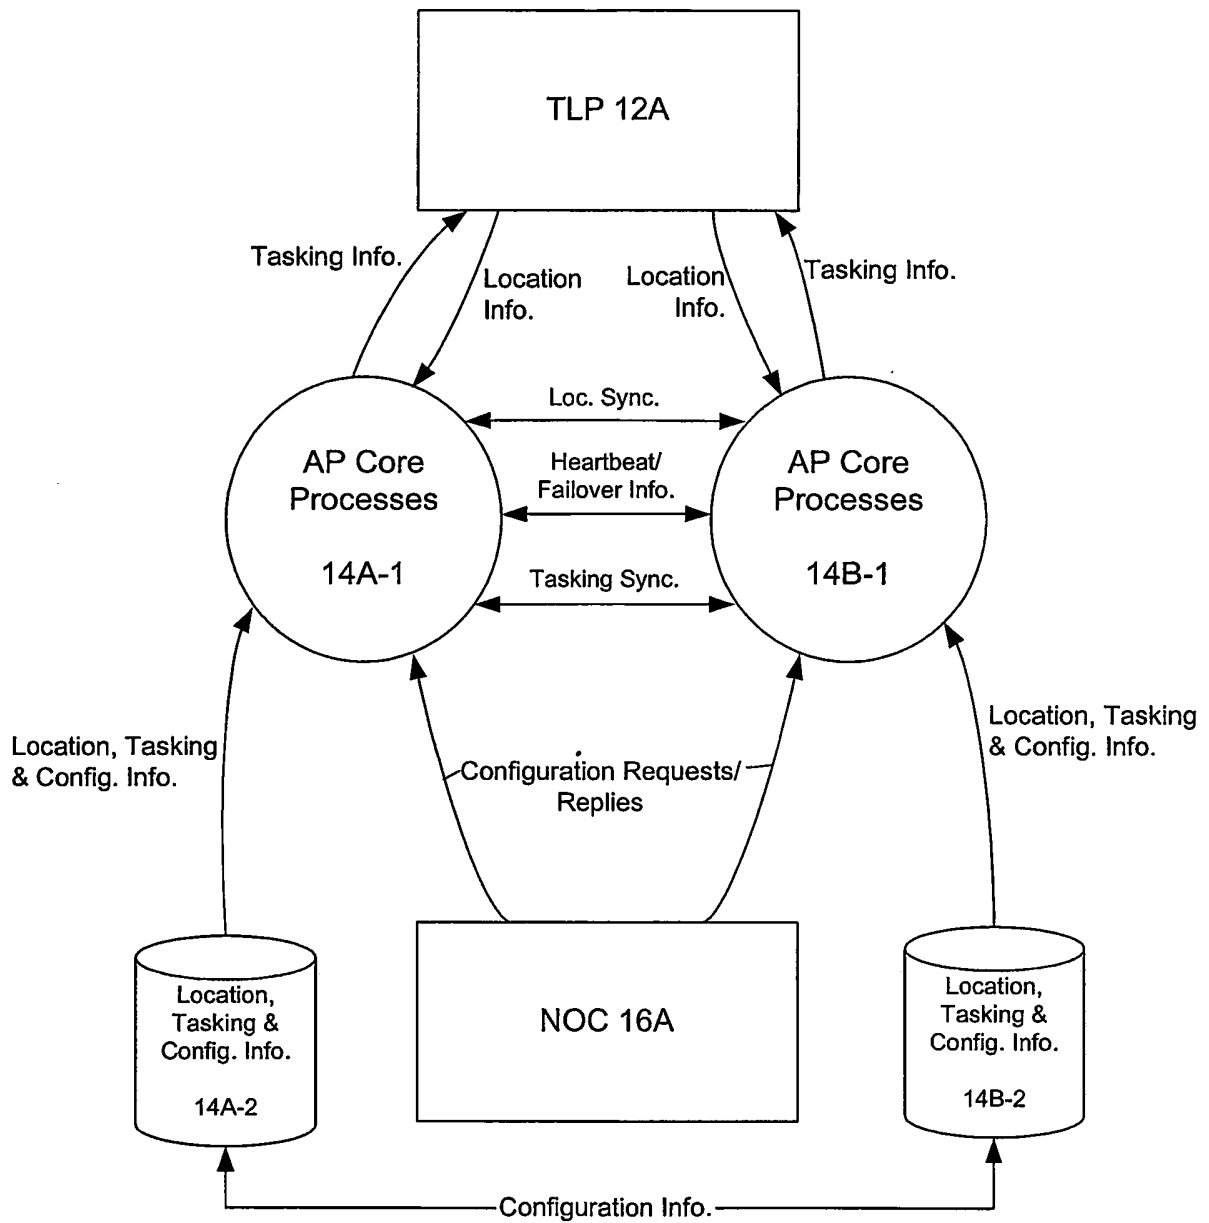 TLP 12A
Tasking Info.
Location
Info.
Location
Info.
Tasking Info.
Loc. Sync.
AP Core
Processes
14A-1
Heartbeat/
Failover Info.
AP Core
Processes
14B-1
Tasking Sync.
Location, Tasking
& Config. Info.
Location, Tasking
& Config. Info.
Configuration Requests/
Replies
Location,
Tasking &
Config. Info.
14A-2
NOC 16A
Location,
Tasking &
Config. Info.
14B-2
Configuration Info.